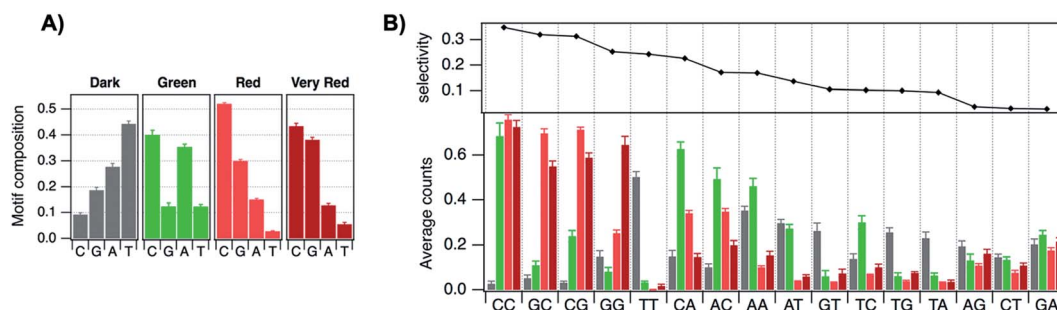 A)
Dark Green Red Very Red
Motif composition
0.5
0.4
0.3
0.2
0.1
0.0
C G A T C G A T C G A T C G A T
B)
selectivity
0.3
0.2
0.1
Average counts
0.6
0.4
0.2
0.0
CC GC CG GG TT CA AC AA AT GT TC TG TA AG CT GA